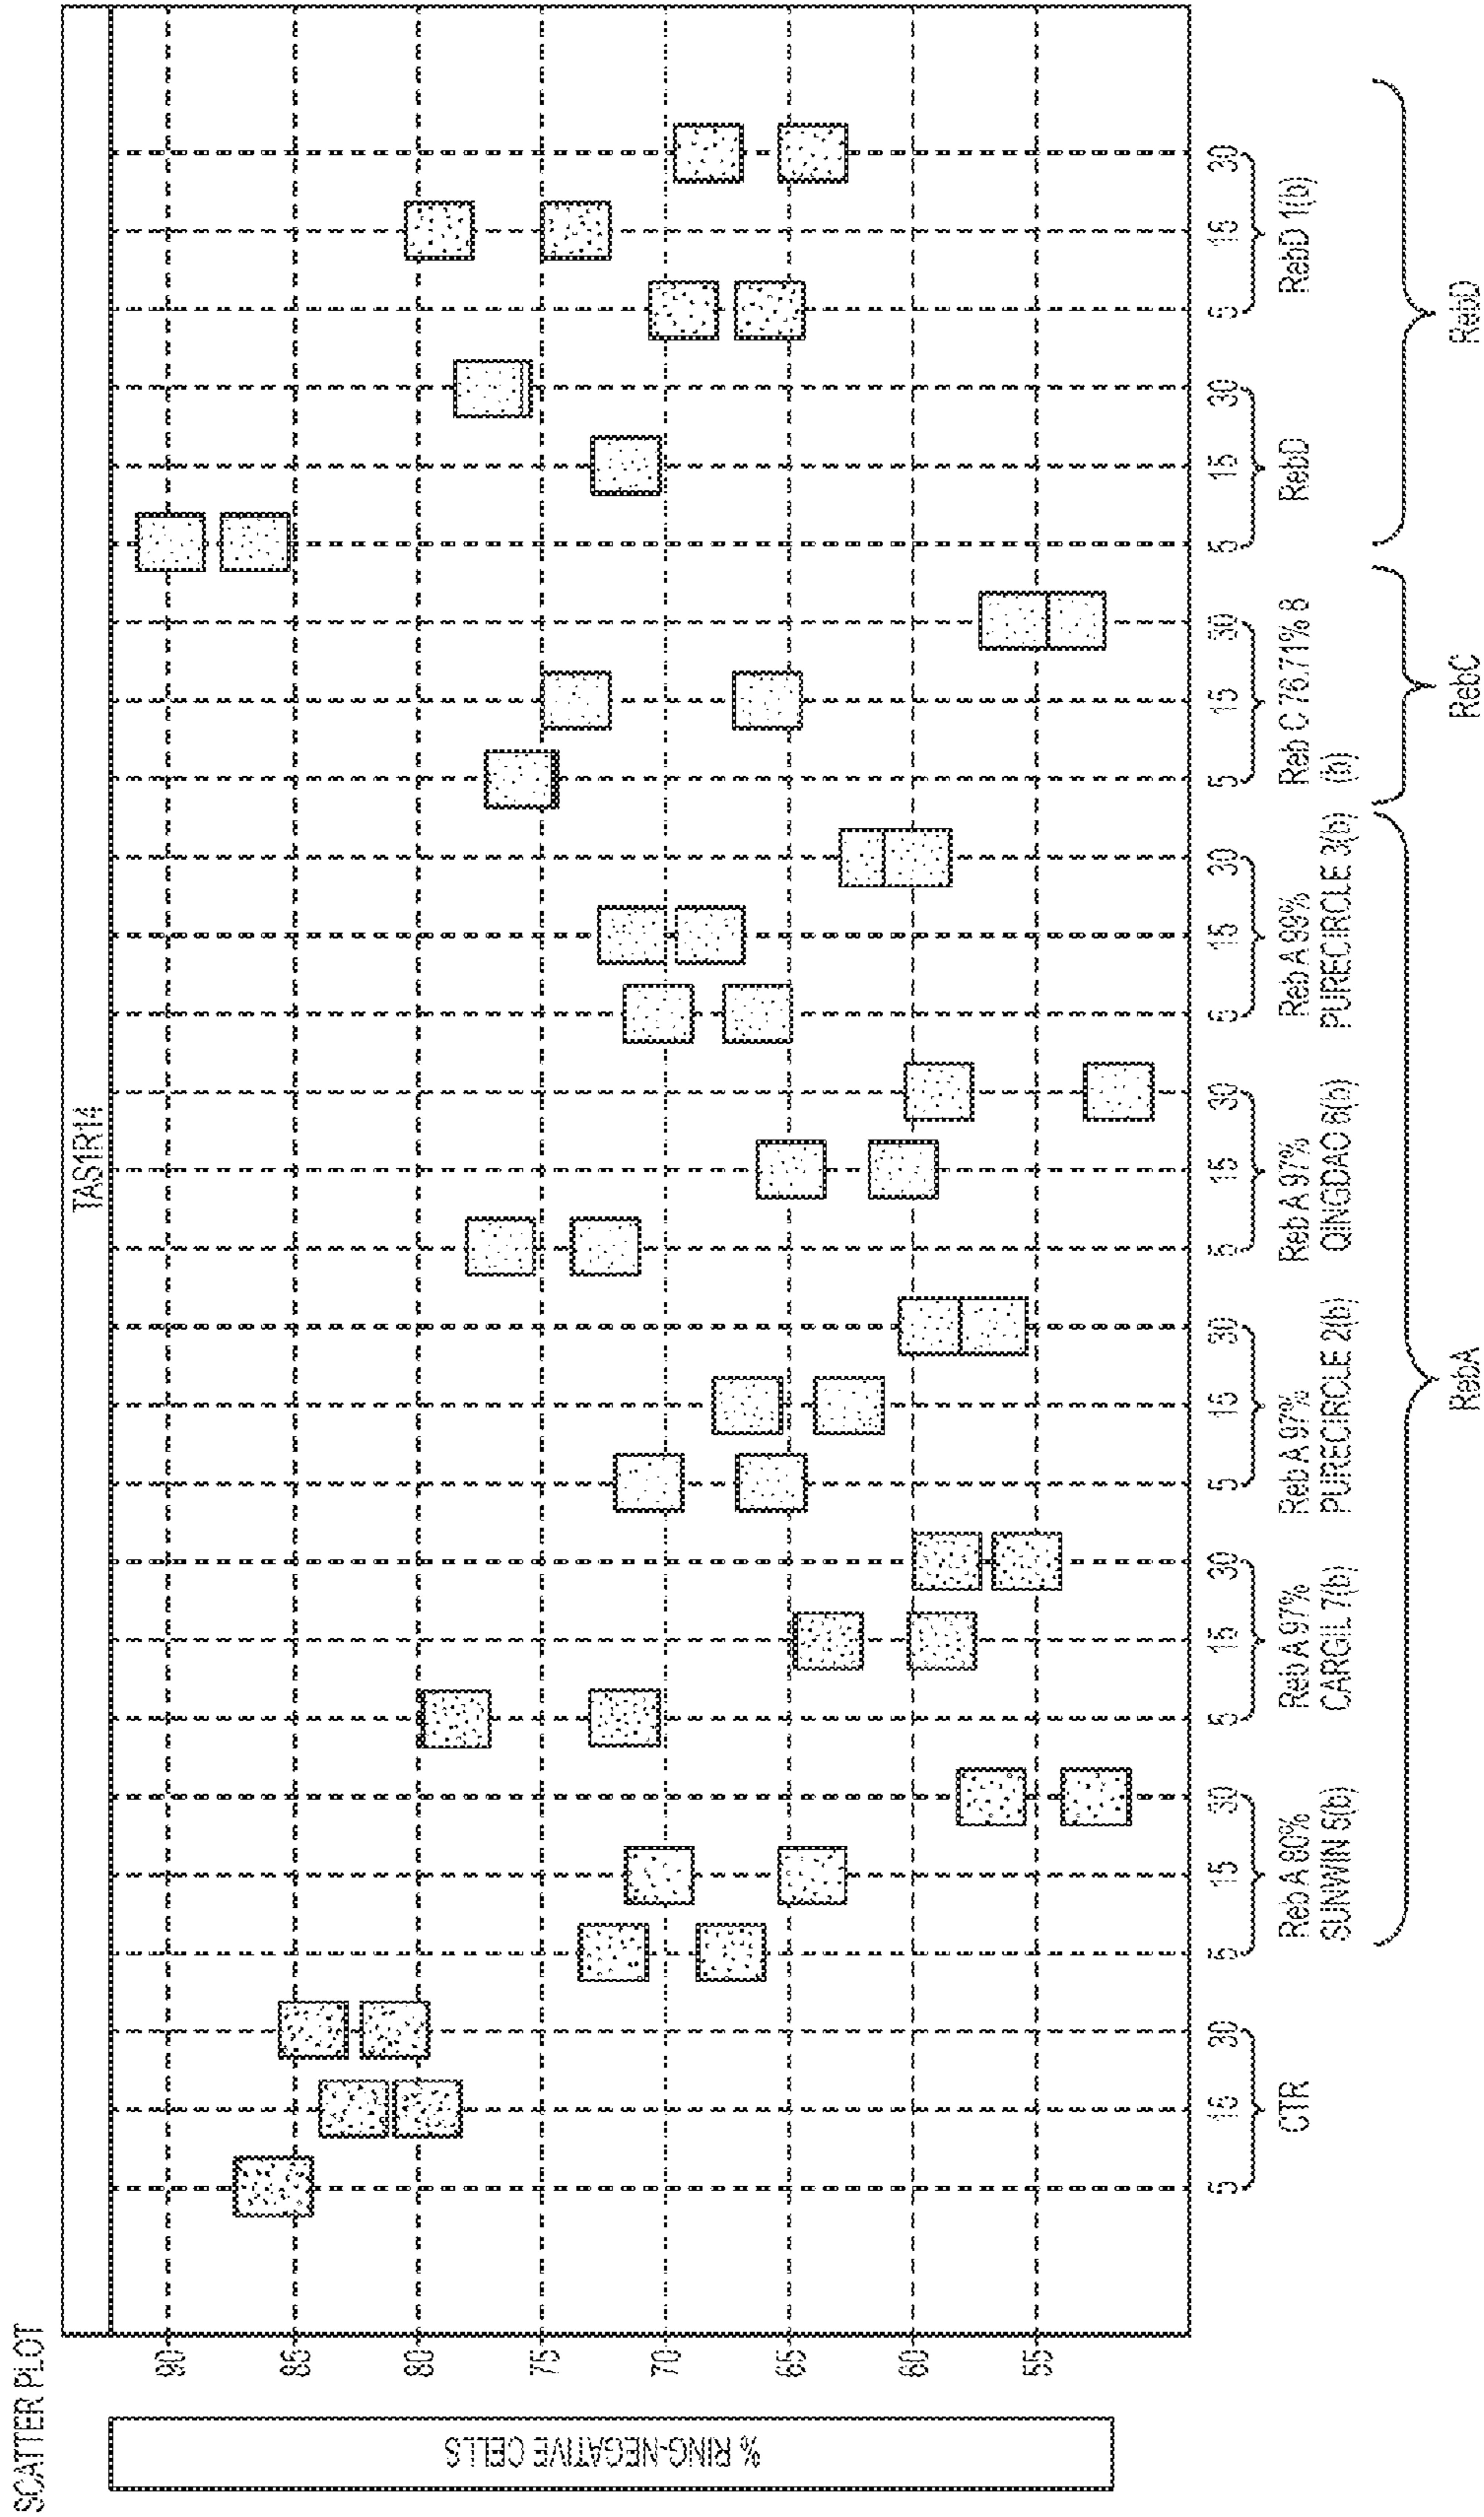 SCATTER PLOT
TAS1R14
% RING-NEGATIVE CELLS
90
85
80
75
70
65
60
55
5 15 30 5 15 30 5 15 30 5 15 30 5 15 30 5 15 30 5 15 30 5 15 30 5 15 30
CTR
Reb A 80%
SUNWIN 5(b)
Reb A 97%
CARGIL 7(b)
Reb A 97%
PURECIRCLE 2(b)
Reb A 97%
QINGDAO 6(b)
Reb A 99%
PURECIRCLE 3(b)
Reb C 76.71% 8
(b)
RebD
RebD 1(b)
RebA
RebC
RebD